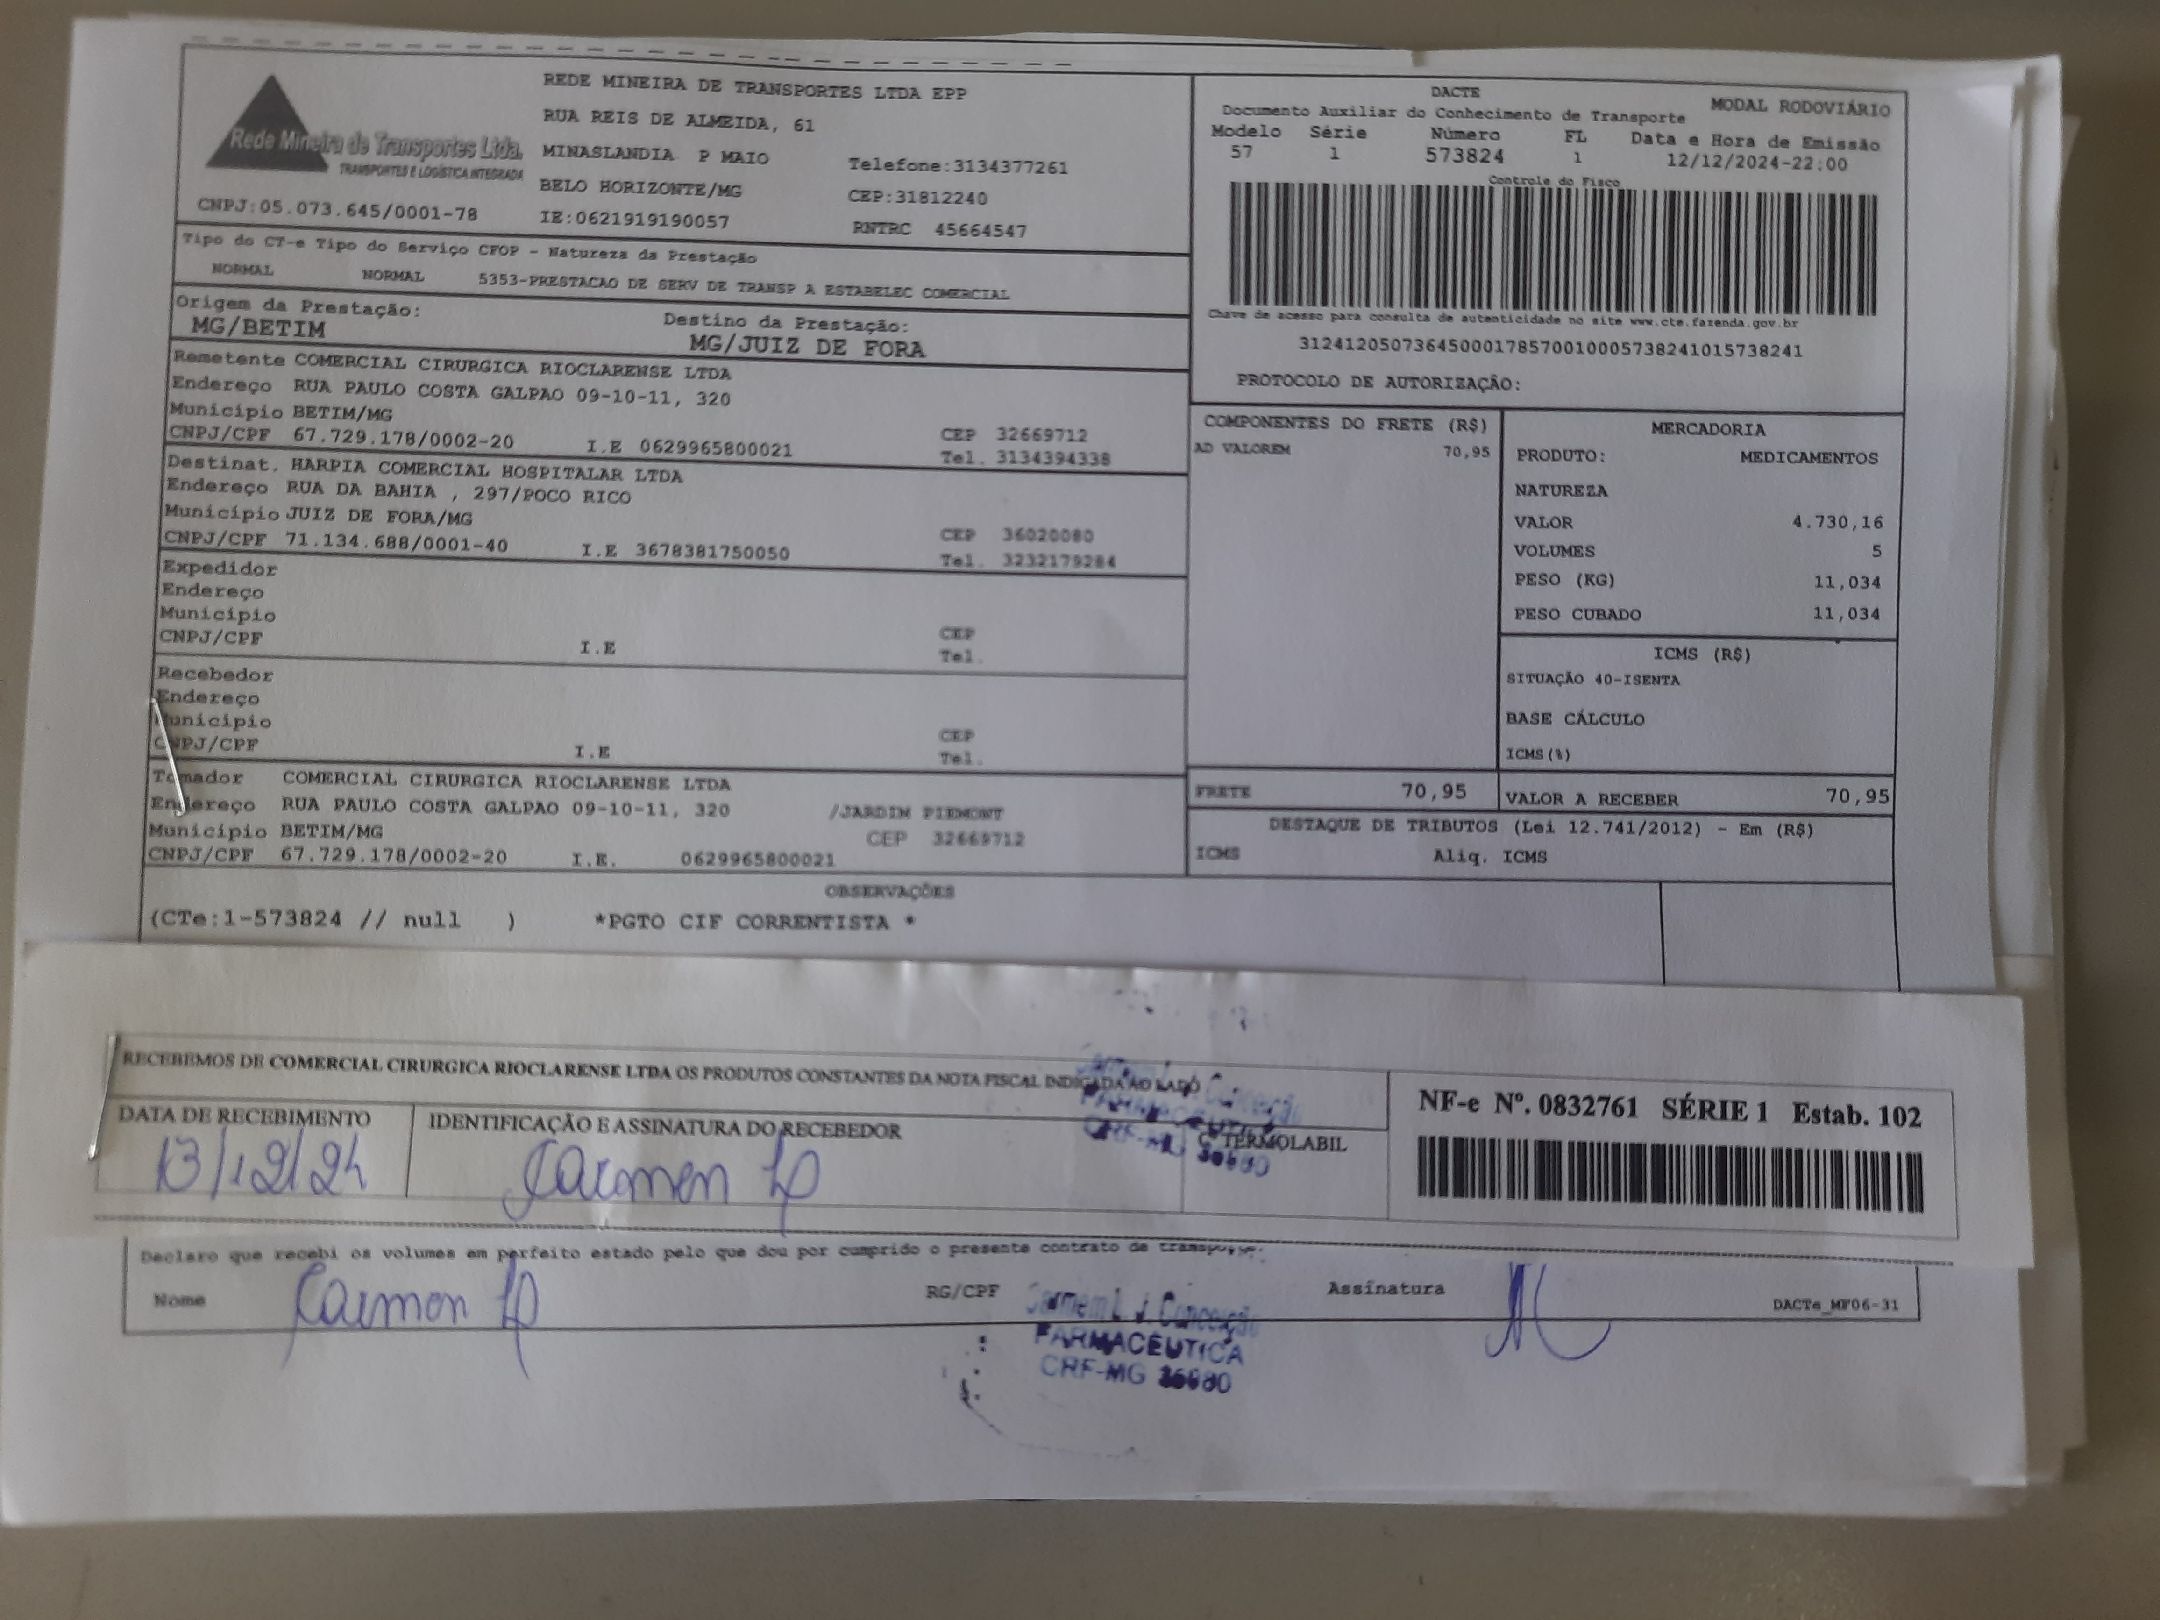 Rede Mineira de Transportes Ltda.
TRANSPORTES E LOGÍSTICA INTEGRADA
CNPJ:05.073.645/0001-78
REDE MINEIRA DE TRANSPORTES LTDA EPP
RUA REIS DE ALMEIDA, 61
MINASLANDIA P MAIO Telefone:3134377261
BELO HORIZONTE/MG CEP:31812240
IE:0621919190057 RNTRC 45664547
DACTE MODAL RODOVIÁRIO
Documento Auxiliar do Conhecimento de Transporte
Modelo Série Número FL Data e Hora de Emissão
57 1 573824 1 12/12/2024-22:00
Controle do Fisco
Chave de acesso para consulta de autenticidade no site www.cte.fazenda.gov.br
31241205073645000178570010005738241015738241
PROTOCOLO DE AUTORIZAÇÃO:
Tipo do CT-e Tipo do Serviço CFOP - Natureza da Prestação
NORMAL NORMAL 5353-PRESTACAO DE SERV DE TRANSP A ESTABELEC COMERCIAL
Origem da Prestação: Destino da Prestação:
MG/BETIM MG/JUIZ DE FORA
Remetente COMERCIAL CIRURGICA RIOCLARENSE LTDA
Endereço RUA PAULO COSTA GALPAO 09-10-11, 320
Município BETIM/MG CEP 32669712
CNPJ/CPF 67.729.178/0002-20 I.E 0629965800021 Tel. 3134394338
Destinat. HARPIA COMERCIAL HOSPITALAR LTDA
Endereço RUA DA BAHIA , 297/POCO RICO
Município JUIZ DE FORA/MG CEP 36020080
CNPJ/CPF 71.134.688/0001-40 I.E 3678381750050 Tel. 3232179284
Expedidor
Endereço
Município CEP
CNPJ/CPF I.E Tel.
Recebedor
Endereço
Município CEP
CNPJ/CPF I.E Tel.
Tomador COMERCIAL CIRURGICA RIOCLARENSE LTDA
Endereço RUA PAULO COSTA GALPAO 09-10-11, 320 /JARDIM PIEMONT
Município BETIM/MG CEP 32669712
CNPJ/CPF 67.729.178/0002-20 I.E. 0629965800021
COMPONENTES DO FRETE (R$)
AD VALOREM 70,95
MERCADORIA
PRODUTO: MEDICAMENTOS
NATUREZA
VALOR 4.730,16
VOLUMES 5
PESO (KG) 11,034
PESO CUBADO 11,034
ICMS (R$)
SITUAÇÃO 40-ISENTA
BASE CÁLCULO
ICMS(%)
FRETE 70,95 VALOR A RECEBER 70,95
DESTAQUE DE TRIBUTOS (Lei 12.741/2012) - Em (R$)
ICMS Aliq. ICMS
OBSERVAÇÕES
(CTe:1-573824 // null ) *PGTO CIF CORRENTISTA *
RECEBEMOS DE COMERCIAL CIRURGICA RIOCLARENSE LTDA OS PRODUTOS CONSTANTES DA NOTA FISCAL INDICADA AO LADO
DATA DE RECEBIMENTO IDENTIFICAÇÃO E ASSINATURA DO RECEBEDOR TERMOLABIL
13/12/24 Carmen
NF-e Nº. 0832761 SÉRIE 1 Estab. 102
Conceição
FARMACEUTICA
CRF-MG
Declaro que recebi os volumes em perfeito estado pelo que dou por cumprido o presente contrato de transporte.
Nome Carmen RG/CPF Assinatura
DACTe_MF06-31
Carmem L. J. Conceição
FARMACÊUTICA
CRF-MG